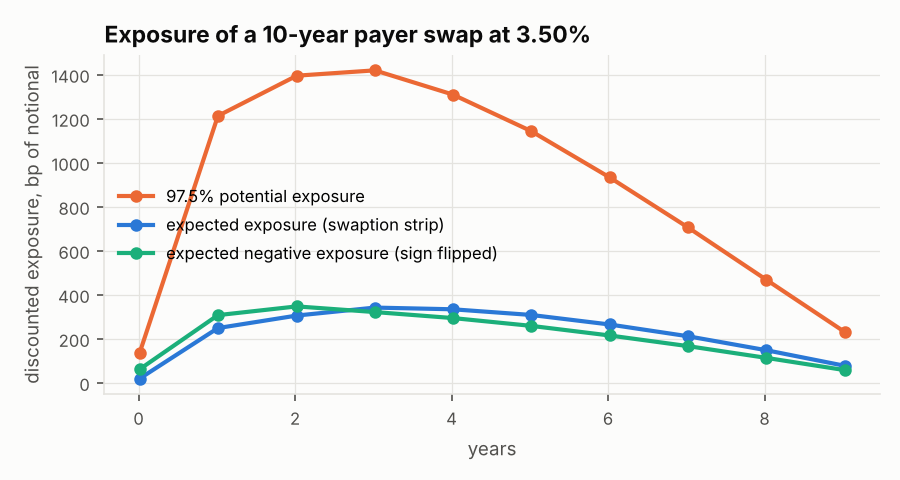 Exposure of a 10-year payer swap at 3.50%
discounted exposure, bp of notional
1400
1200
1000
800
600
400
200
0
97.5% potential exposure
expected exposure (swaption strip)
expected negative exposure (sign flipped)
0 2 4 6 8
years